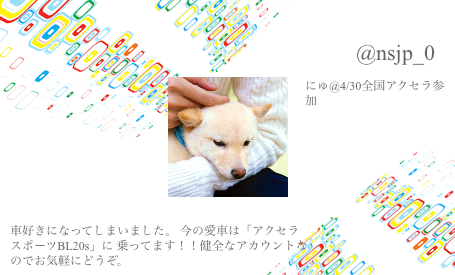 @nsjp_0
にゅ@4/30全国アクセラ参
加
車好きになってしまいました。 今の愛車は「アクセラ
スポーツBL20s」に 乗ってます！！健全なアカウントな
のでお気軽にどうぞ。